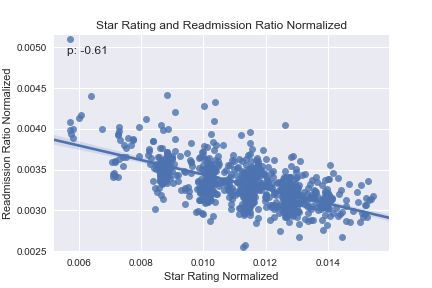 Star Rating and Readmission Ratio Normalized
0.0050
p: -0.61
0.0045
0.0040
0.0035
0.0030
0.0025
Readmission Ratio Normalized
0.006 0.008 0.010 0.012 0.014
Star Rating Normalized